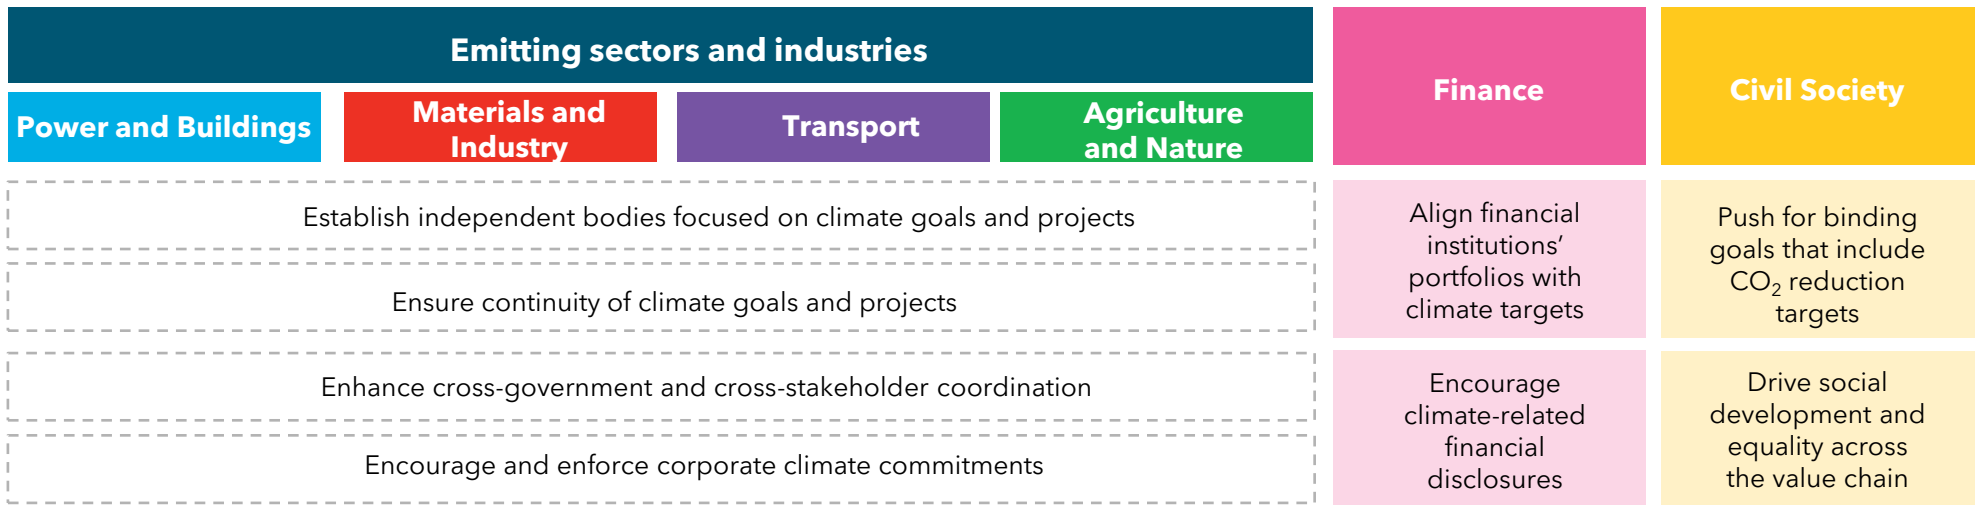 Emitting sectors and industries
Power and Buildings
Materials and
Industry
Transport
Agriculture
and Nature
Finance
Civil Society
Establish independent bodies focused on climate goals and projects
Ensure continuity of climate goals and projects
Enhance cross-government and cross-stakeholder coordination
Encourage and enforce corporate climate commitments
Align financial
institutions’
portfolios with
climate targets
Encourage
climate-related
financial
disclosures
Push for binding
goals that include
CO₂ reduction
targets
Drive social
development and
equality across
the value chain